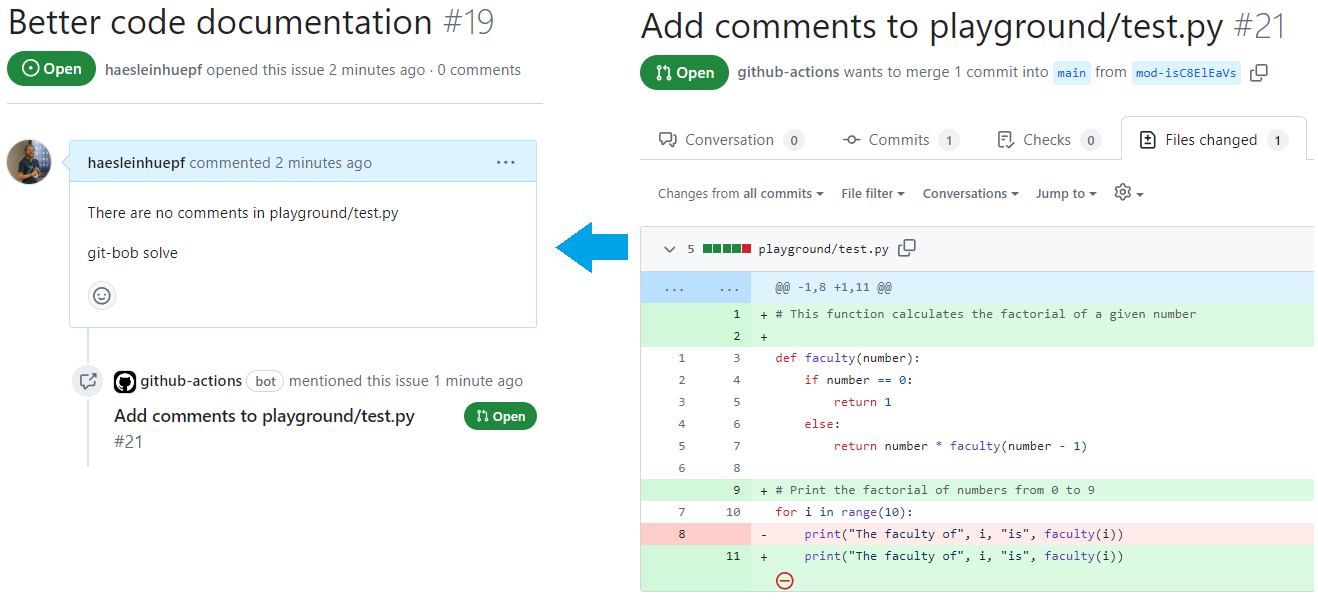 Better code documentation #19
Open haesleinhuepf opened this issue 2 minutes ago · 0 comments
haesleinhuepf commented 2 minutes ago ...
There are no comments in playground/test.py
git-bob solve
github-actions bot mentioned this issue 1 minute ago
Add comments to playground/test.py Open
#21
Add comments to playground/test.py #21
Open github-actions wants to merge 1 commit into main from mod-isC8ElEaVs
Conversation 0 Commits 1 Checks 0 Files changed 1
Changes from all commits File filter Conversations Jump to
5 playground/test.py
... ... @@ -1,8 +1,11 @@
1 + # This function calculates the factorial of a given number
2 +
1 3 def faculty(number):
2 4 if number == 0:
3 5 return 1
4 6 else:
5 7 return number * faculty(number - 1)
6 8
9 + # Print the factorial of numbers from 0 to 9
7 10 for i in range(10):
8 - print("The faculty of", i, "is", faculty(i))
11 + print("The faculty of", i, "is", faculty(i))